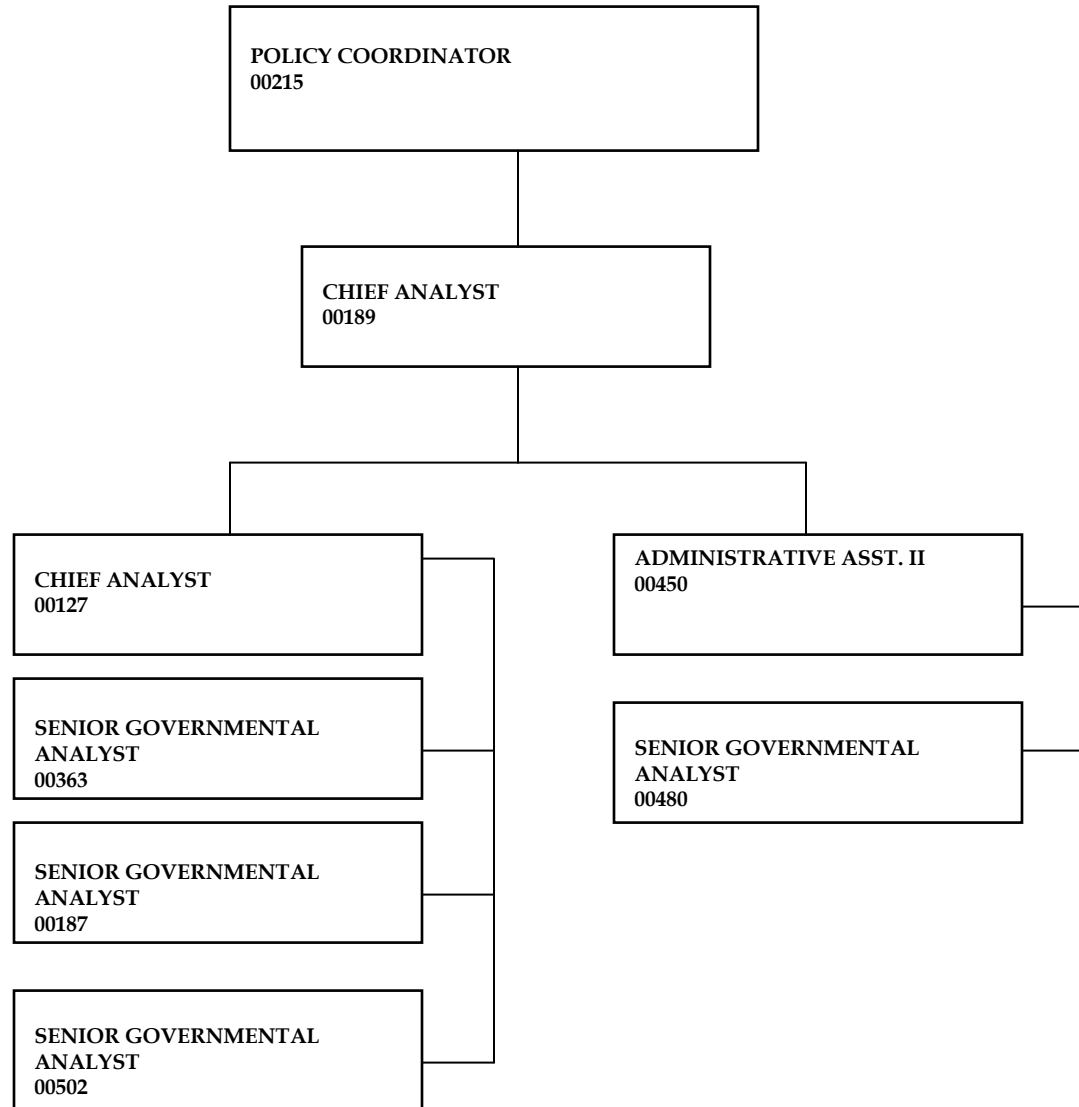 POLICY COORDINATOR
00215
CHIEF ANALYST
00189
CHIEF ANALYST
00127
SENIOR GOVERNMENTAL
ANALYST
00363
SENIOR GOVERNMENTAL
ANALYST
00187
SENIOR GOVERNMENTAL
ANALYST
00502
ADMINISTRATIVE ASST. II
00450
SENIOR GOVERNMENTAL
ANALYST
00480